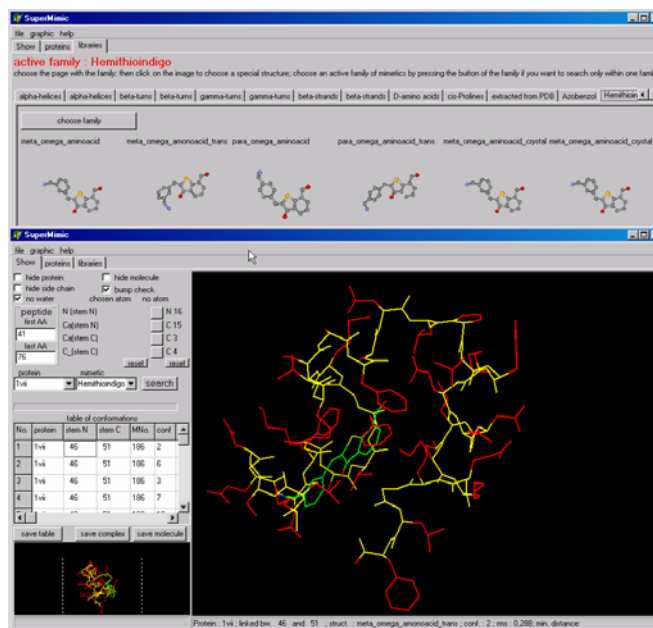 SuperMimic
file graphic help
Show proteins libraries
active family : Hemithioindigo
choose the page with the family; then click on the image to choose a special structure; choose an active family of mimetics by pressing the button of the family if you want to search only within one fami
alpha-helices alpha-helices beta-turns beta-turns gamma-turns gamma-turns beta-strands beta-strands D-amino acids cis-Prolines extracted from PDB Azobenzol Hemithioin
choose family
meta_omega_aminoacid meta_omega_amonoacid_trans para_omega_aminoacid para_omega_aminoacid_trans meta_omega_aminoacid_crystal meta_omega_aminoacid_crystal
SuperMimic
file graphic help
Show proteins libraries
hide protein hide molecule
hide side chain bump check
no water chosen atom no atom
peptide N (stem N) N 16
first AA Ca(stem N) C 15
41 Ca(stem C) C 3
last AA C_(stem C) C 4
76 reset reset
protein mimetic
1vii Hemithioindigo search
table of conformations
No. protein stem N stem C MNo. conf
1 1vii 46 51 186 2
2 1vii 46 51 186 6
3 1vii 46 51 186 3
4 1vii 46 51 186 7
save table save complex save molecule
Protein : 1vii ; linked bw. 46 and 51 ; struct. : meta_omega_amonoacid_trans ; conf. : 2 ; rms : 0.288; min. distance: